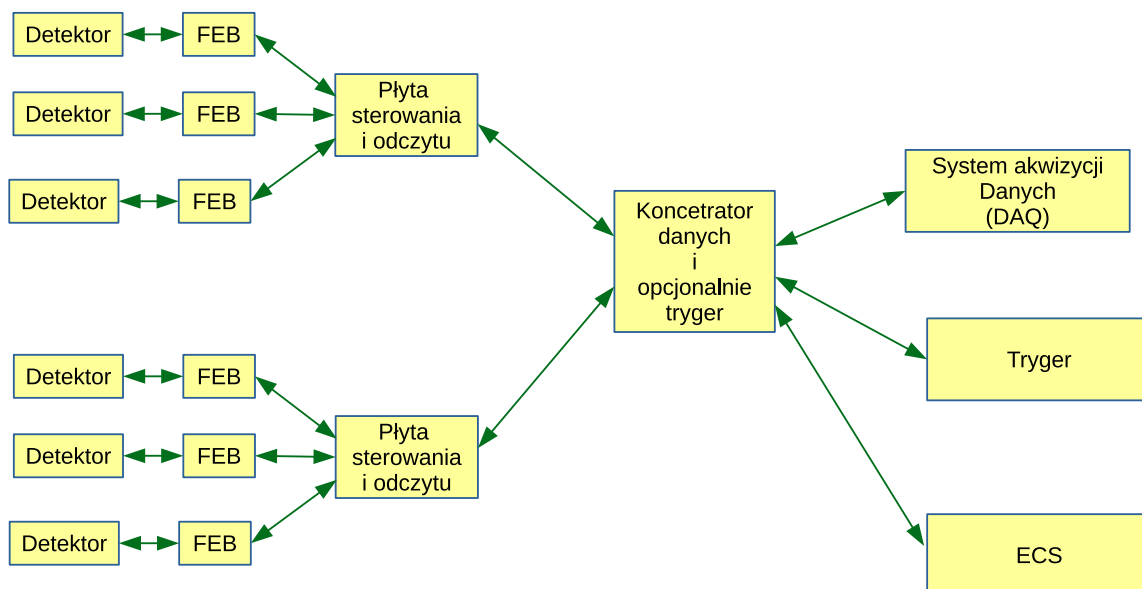 Detektor
FEB
Detektor
FEB
Detektor
FEB
Płyta
sterowania
i odczytu
Detektor
FEB
Detektor
FEB
Detektor
FEB
Płyta
sterowania
i odczytu
Koncetrator
danych
i
opcjonalnie
tryger
System akwizycji
Danych
(DAQ)
Tryger
ECS